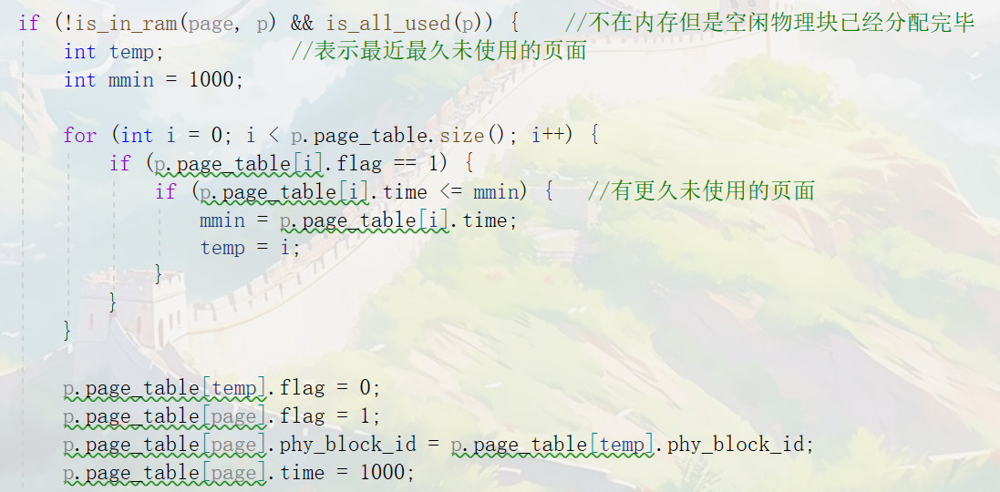 if (!is_in_ram(page, p) && is_all_used(p)) {    //不在内存但是空闲物理块已经分配完毕
    int temp;           //表示最近最久未使用的页面
    int mmin = 1000;

    for (int i = 0; i < p.page_table.size(); i++) {
        if (p.page_table[i].flag == 1) {
            if (p.page_table[i].time <= mmin) {   //有更久未使用的页面
                mmin = p.page_table[i].time;
                temp = i;
            }
        }
    }

    p.page_table[temp].flag = 0;
    p.page_table[page].flag = 1;
    p.page_table[page].phy_block_id = p.page_table[temp].phy_block_id;
    p.page_table[page].time = 1000;